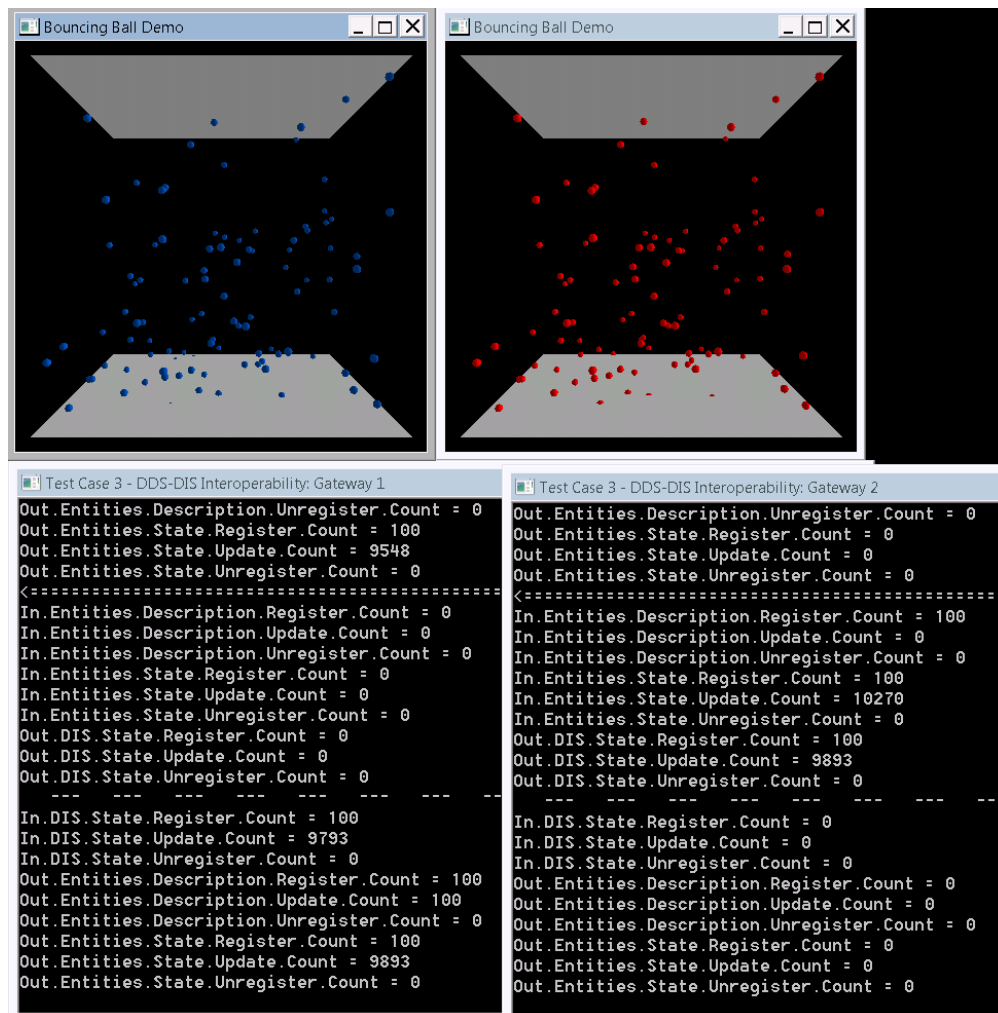 Bouncing Ball Demo
Bouncing Ball Demo
Test Case 3 - DDS-DIS Interoperability: Gateway 1
Out.Entities.Description.Unregister.Count = 0
Out.Entities.State.Register.Count = 100
Out.Entities.State.Update.Count = 9548
Out.Entities.State.Unregister.Count = 0
<-----------------------------------------------
In.Entities.Description.Register.Count = 0
In.Entities.Description.Update.Count = 0
In.Entities.Description.Unregister.Count = 0
In.Entities.State.Register.Count = 0
In.Entities.State.Update.Count = 0
In.Entities.State.Unregister.Count = 0
Out.DIS.State.Register.Count = 0
Out.DIS.State.Update.Count = 0
Out.DIS.State.Unregister.Count = 0
--- --- --- --- --- --- --- --
In.DIS.State.Register.Count = 100
In.DIS.State.Update.Count = 9793
In.DIS.State.Unregister.Count = 0
Out.Entities.Description.Register.Count = 100
Out.Entities.Description.Update.Count = 100
Out.Entities.Description.Unregister.Count = 0
Out.Entities.State.Register.Count = 100
Out.Entities.State.Update.Count = 9893
Out.Entities.State.Unregister.Count = 0
Test Case 3 - DDS-DIS Interoperability: Gateway 2
Out.Entities.Description.Unregister.Count = 0
Out.Entities.State.Register.Count = 0
Out.Entities.State.Update.Count = 0
Out.Entities.State.Unregister.Count = 0
<-----------------------------------------------
In.Entities.Description.Register.Count = 100
In.Entities.Description.Update.Count = 0
In.Entities.Description.Unregister.Count = 0
In.Entities.State.Register.Count = 100
In.Entities.State.Update.Count = 10270
In.Entities.State.Unregister.Count = 0
Out.DIS.State.Register.Count = 100
Out.DIS.State.Update.Count = 9893
Out.DIS.State.Unregister.Count = 0
--- --- --- --- --- --- --- --
In.DIS.State.Register.Count = 0
In.DIS.State.Update.Count = 0
In.DIS.State.Unregister.Count = 0
Out.Entities.Description.Register.Count = 0
Out.Entities.Description.Update.Count = 0
Out.Entities.Description.Unregister.Count = 0
Out.Entities.State.Register.Count = 0
Out.Entities.State.Update.Count = 0
Out.Entities.State.Unregister.Count = 0